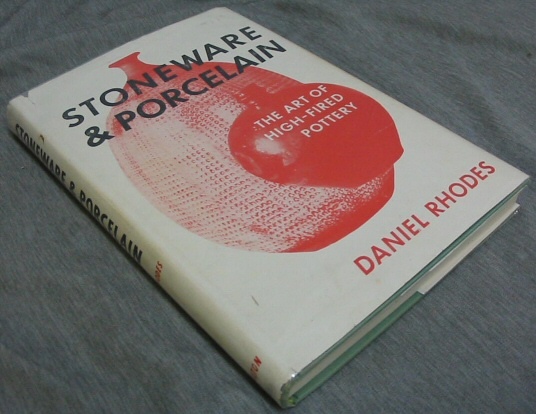 STONEWARE
& PORCELAIN
THE ART OF
HIGH-FIRED
POTTERY
DANIEL RHODES
STONEWARE & PORCELAIN